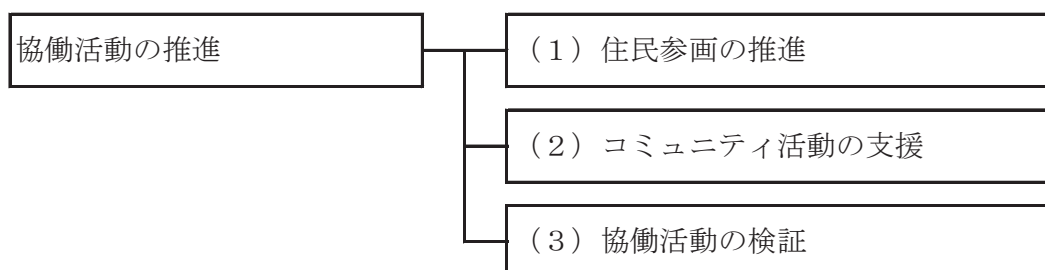 協働活動の推進
（１）住民参画の推進
（２）コミュニティ活動の支援
（３）協働活動の検証